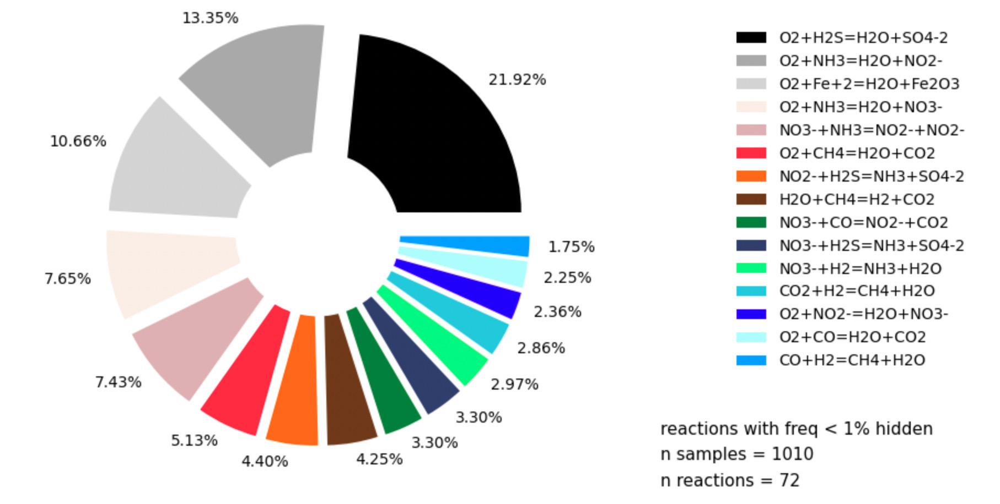 13.35%
21.92%
10.66%
7.65%
7.43%
5.13%
4.40%
4.25%
3.30%
3.30%
2.97%
2.86%
2.36%
2.25%
1.75%
O2+H2S=H2O+SO4-2
O2+NH3=H2O+NO2-
O2+Fe+2=H2O+Fe2O3
O2+NH3=H2O+NO3-
NO3-+NH3=NO2-+NO2-
O2+CH4=H2O+CO2
NO2-+H2S=NH3+SO4-2
H2O+CH4=H2+CO2
NO3-+CO=NO2-+CO2
NO3-+H2S=NH3+SO4-2
NO3-+H2=NH3+H2O
CO2+H2=CH4+H2O
O2+NO2-=H2O+NO3-
O2+CO=H2O+CO2
CO+H2=CH4+H2O
reactions with freq < 1% hidden
n samples = 1010
n reactions = 72